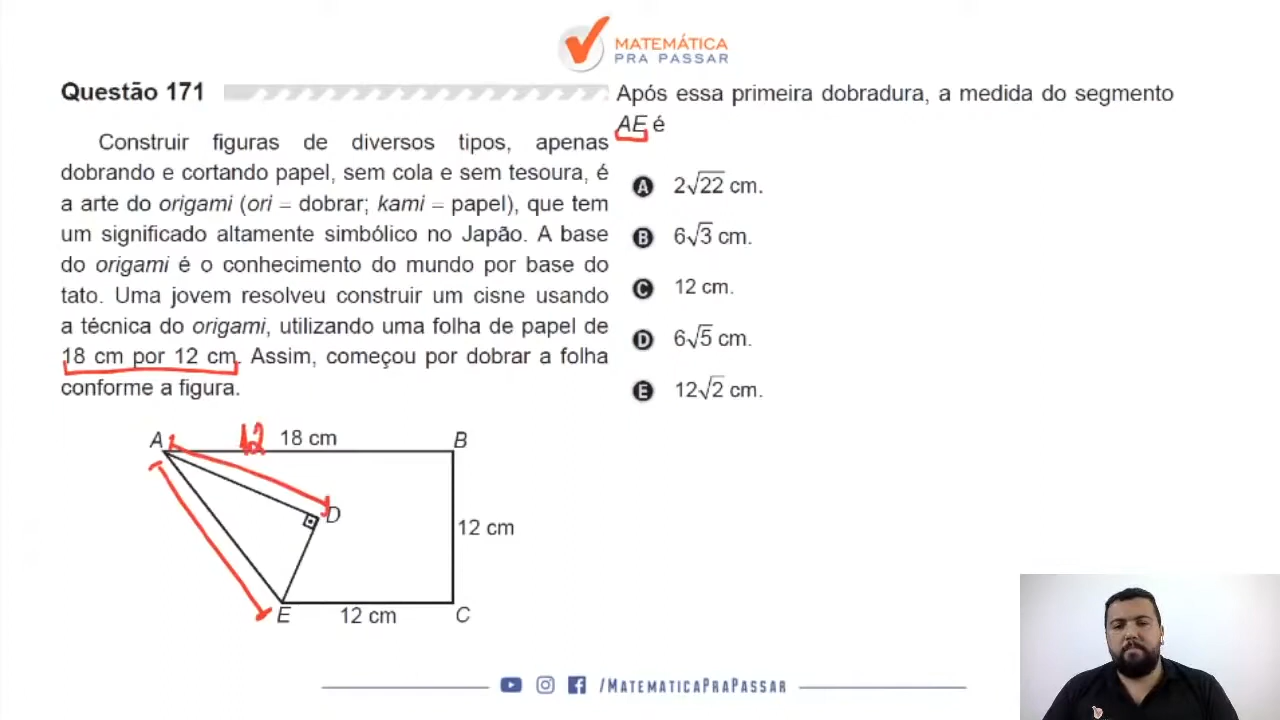 MATEMÁTICA
PRA PASSAR
Questão 171
Construir figuras de diversos tipos, apenas
dobrando e cortando papel, sem cola e sem tesoura, é
a arte do origami (ori = dobrar; kami = papel), que tem
um significado altamente simbólico no Japão. A base
do origami é o conhecimento do mundo por base do
tato. Uma jovem resolveu construir um cisne usando
a técnica do origami, utilizando uma folha de papel de
18 cm por 12 cm. Assim, começou por dobrar a folha
conforme a figura.
A 12 18 cm B
D
12 cm
E 12 cm C
Após essa primeira dobradura, a medida do segmento
AE é
A 2√22 cm.
B 6√3 cm.
C 12 cm.
D 6√5 cm.
E 12√2 cm.
/MATEMATICAPRAPASSAR